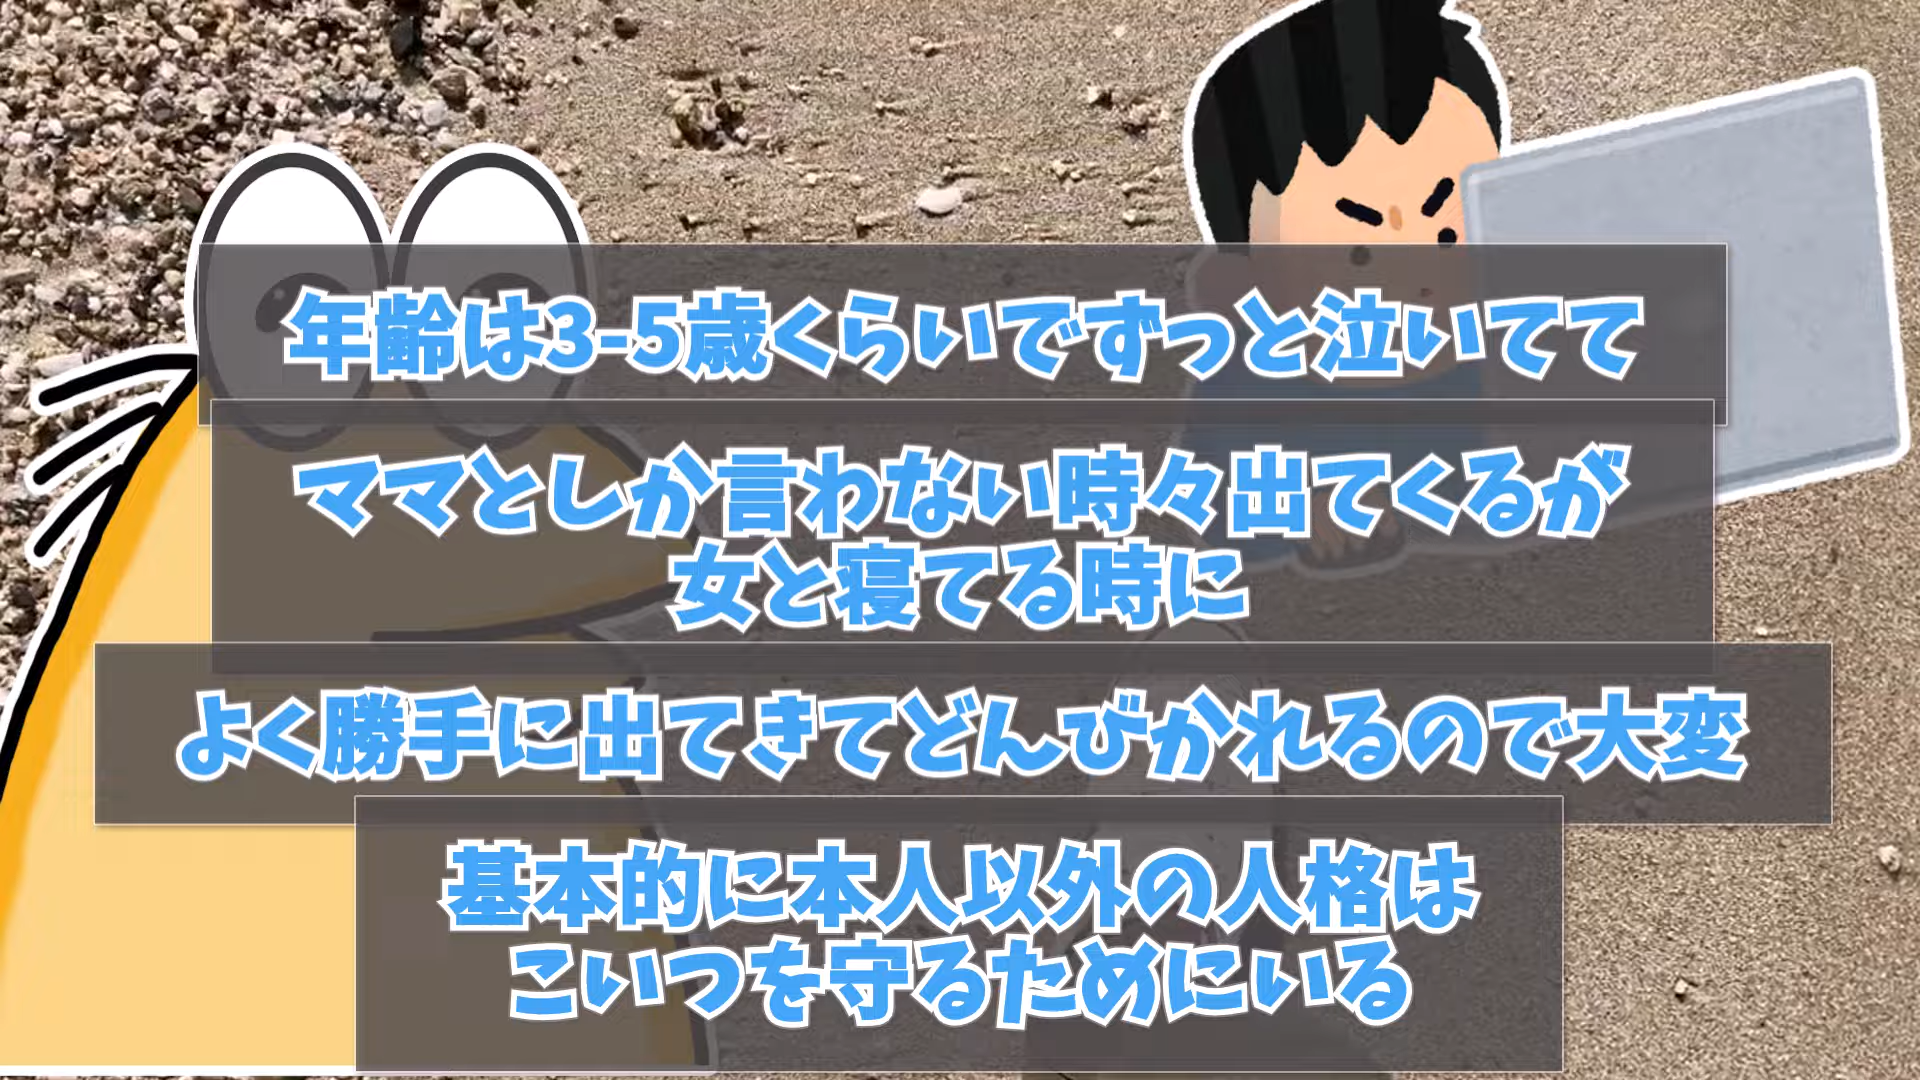 年齢は3-5歳くらいでずっと泣いてて
ママとしか言わない時々出てくるが
女と寝てる時に
よく勝手に出てきてどんびかれるので大変
基本的に本人以外の人格は
こいつを守るためにいる